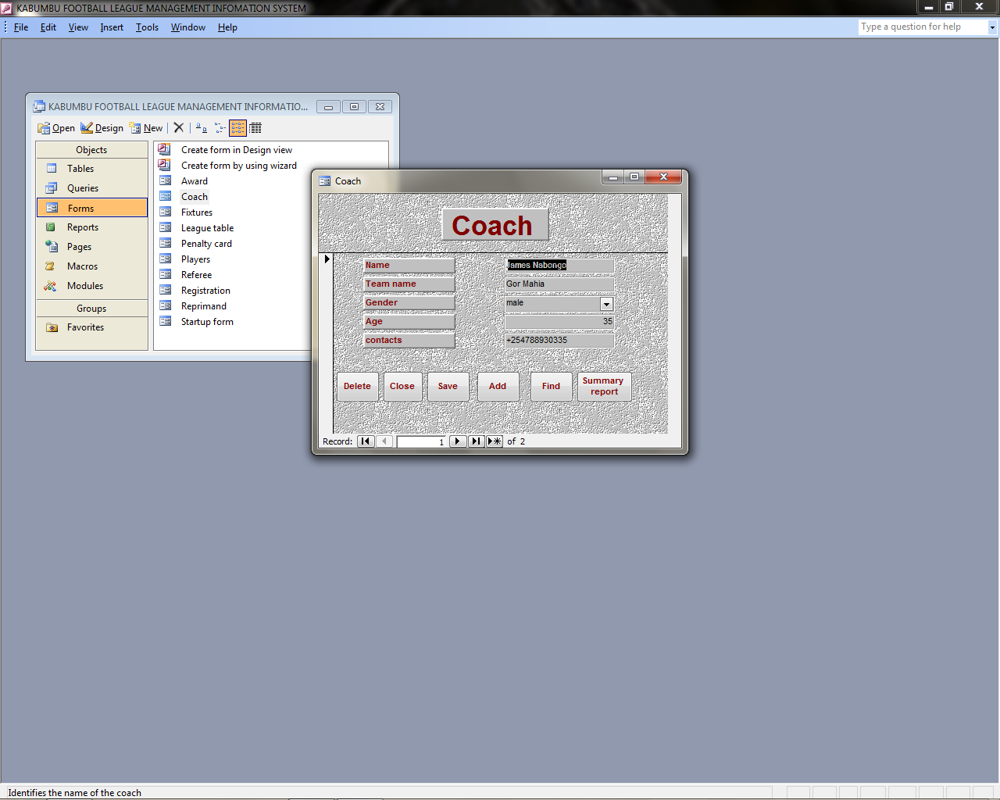 KABUMBU FOOTBALL LEAGUE MANAGEMENT INFOMATION SYSTEM
File Edit View Insert Tools Window Help
Type a question for help
KABUMBU FOOTBALL LEAGUE MANAGEMENT INFORMATIO...
Open Design New
Objects
Tables
Queries
Forms
Reports
Pages
Macros
Modules
Groups
Favorites
Create form in Design view
Create form by using wizard
Award
Coach
Fixtures
League table
Penalty card
Players
Referee
Registration
Reprimand
Startup form
Coach
Coach
Name James Nabongo
Team name Gor Mahia
Gender male
Age 35
contacts +254788930335
Delete Close Save Add Find Summary report
Record: 1 of 2
Identifies the name of the coach